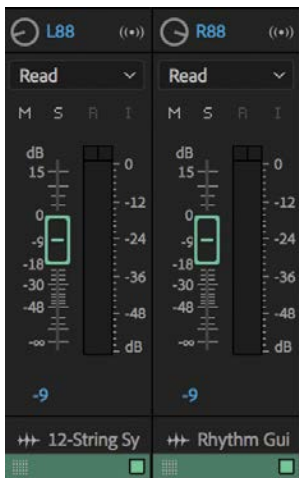 L88 ((•))
Read
M S R I
dB
15
0
-9
-18
-30
-48
-∞
0
-12
-24
-36
-48
dB
-9
12-String Sy
R88 ((•))
Read
M S R I
dB
15
0
-9
-18
-30
-48
-∞
0
-12
-24
-36
-48
dB
-9
Rhythm Gui